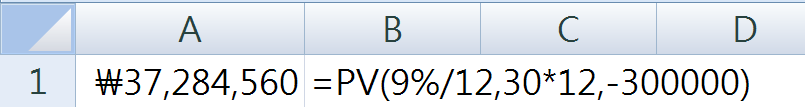 A B C D
1 ₩37,284,560 =PV(9%/12,30*12,-300000)